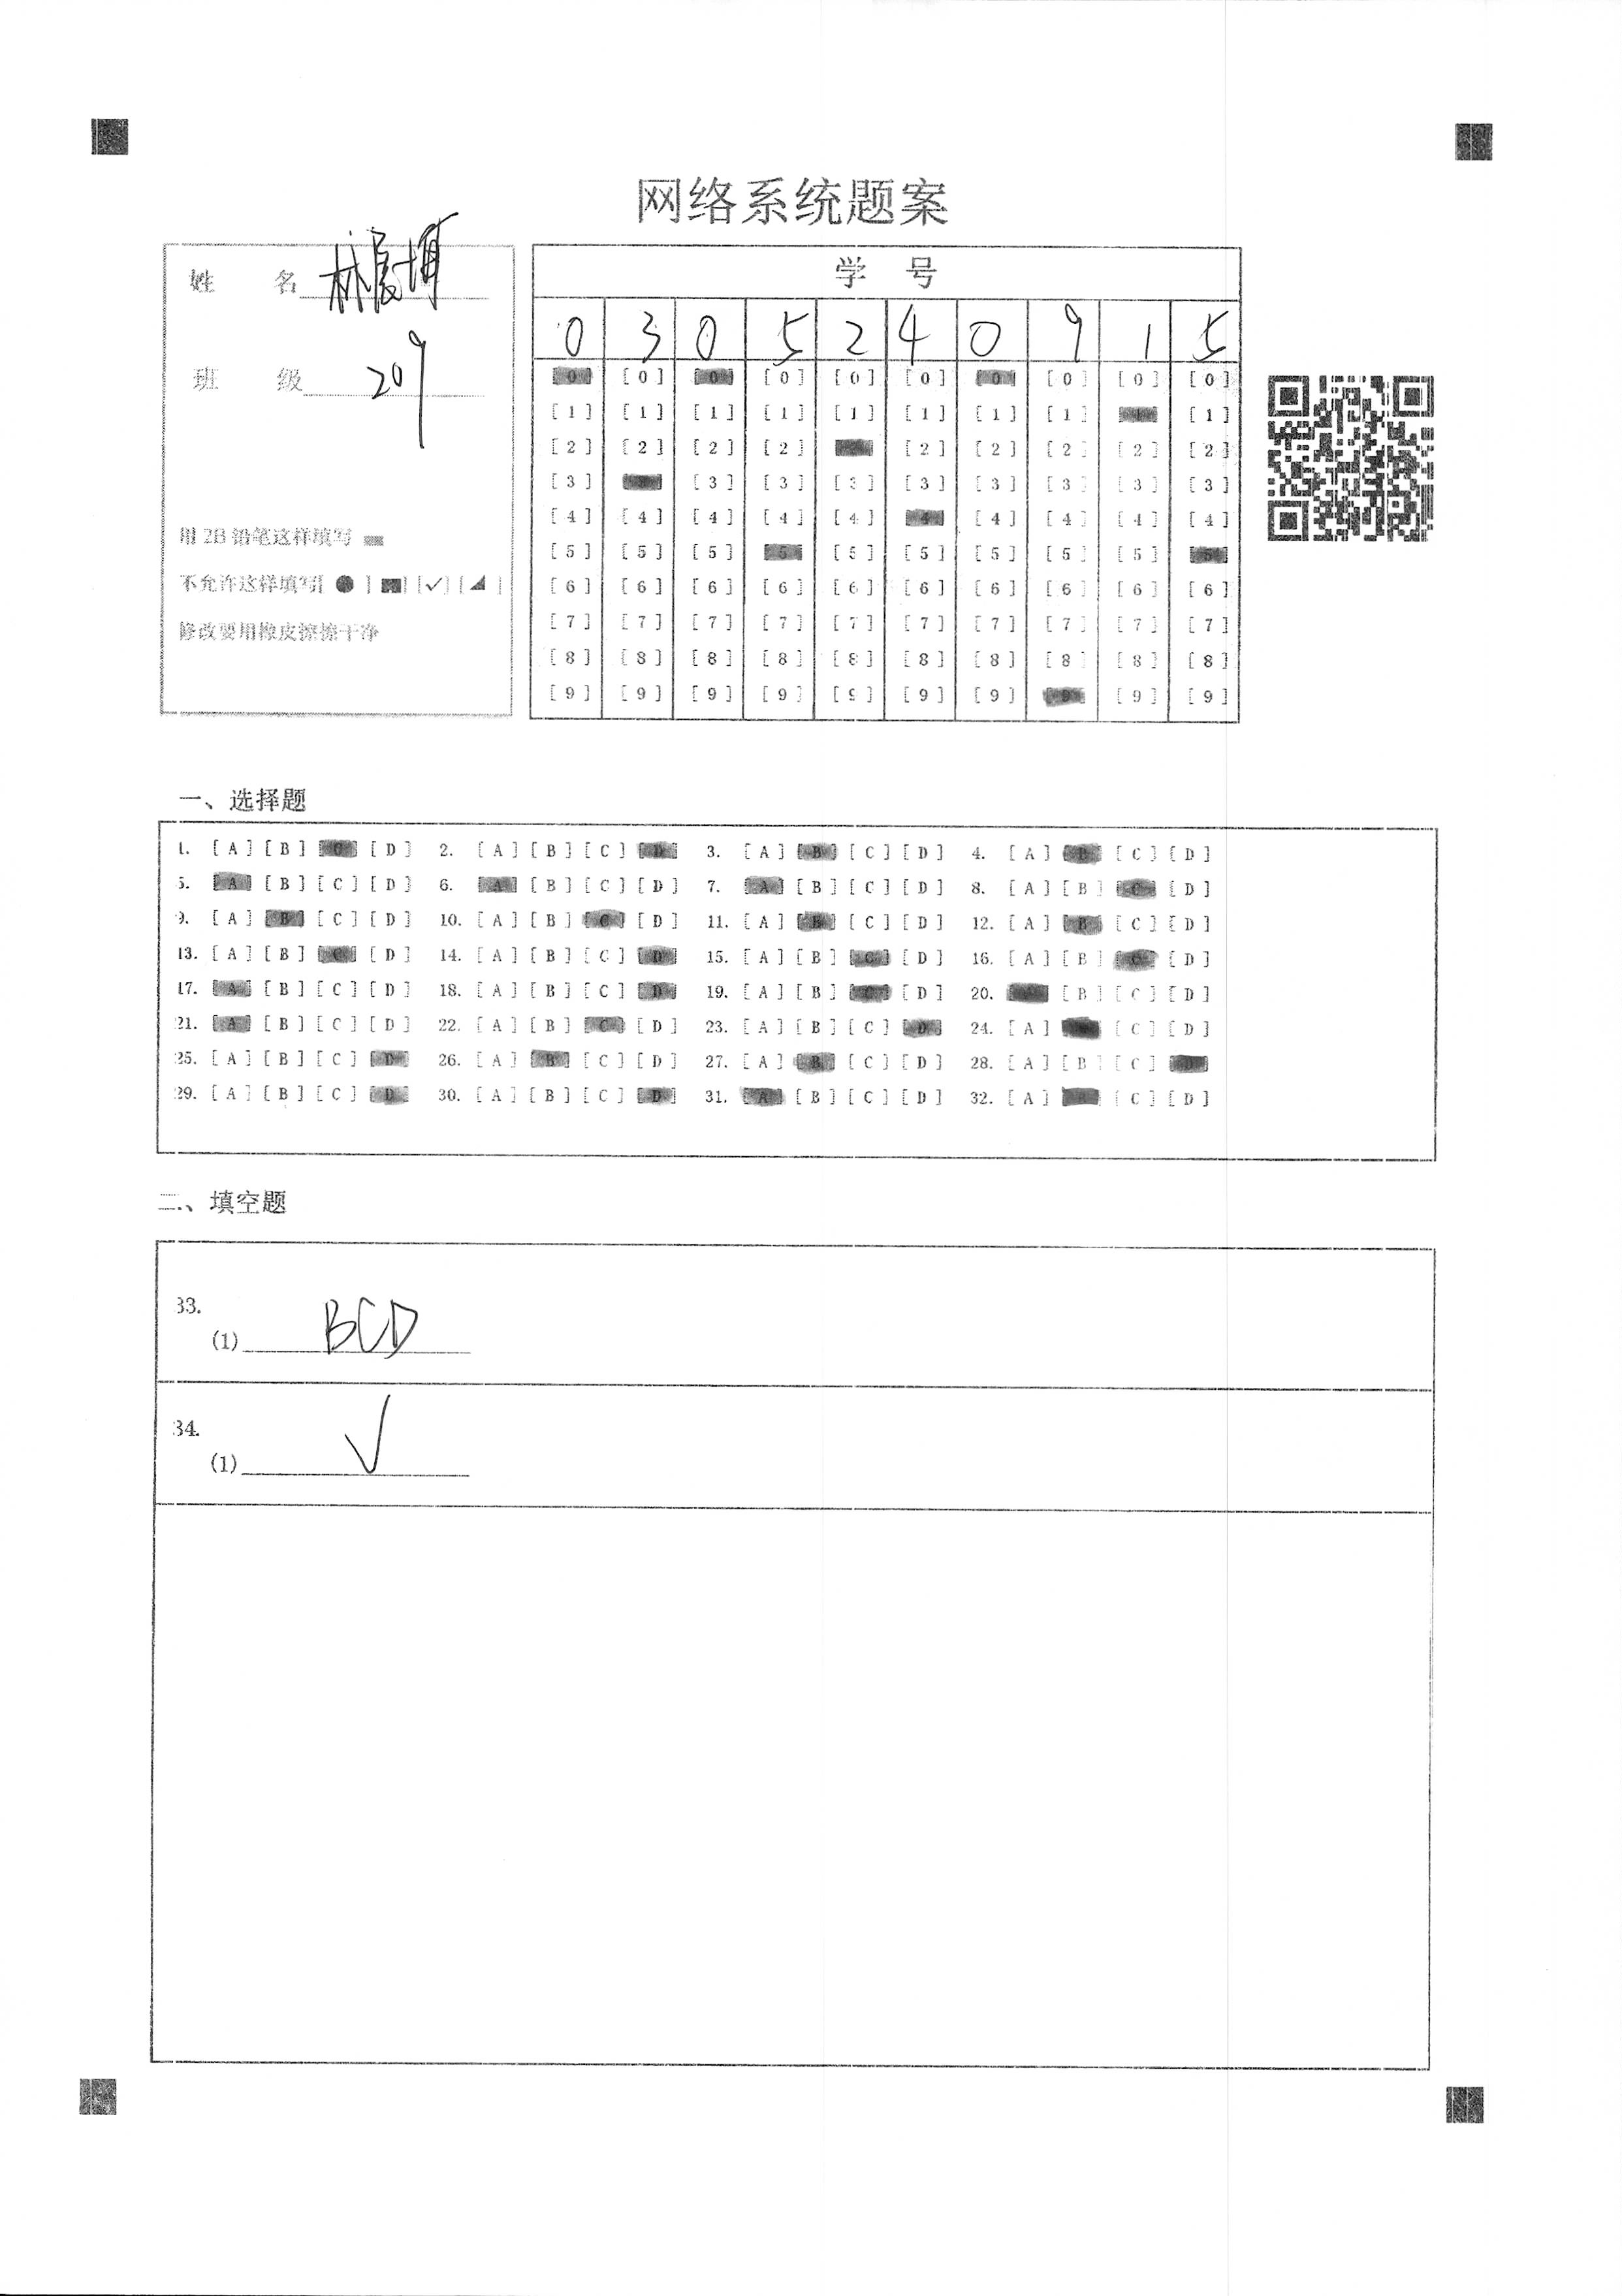 网络系统题案
姓 名 林展博
班 级 209
用 2B 铅笔这样填写
不允许这样填写[ ● ] [ ] [✓] [ ]
修改要用橡皮擦擦干净
学 号
0 3 0 5 2 4 0 9 1 5
[0] [0] [0] [0] [0] [0] [0] [0] [0] [0]
[1] [1] [1] [1] [1] [1] [1] [1] [1] [1]
[2] [2] [2] [2] [2] [2] [2] [2] [2] [2]
[3] [3] [3] [3] [3] [3] [3] [3] [3] [3]
[4] [4] [4] [4] [4] [4] [4] [4] [4] [4]
[5] [5] [5] [5] [5] [5] [5] [5] [5] [5]
[6] [6] [6] [6] [6] [6] [6] [6] [6] [6]
[7] [7] [7] [7] [7] [7] [7] [7] [7] [7]
[8] [8] [8] [8] [8] [8] [8] [8] [8] [8]
[9] [9] [9] [9] [9] [9] [9] [9] [9] [9]
一、选择题
1. [A] [B] [C] [D] 2. [A] [B] [C] [D] 3. [A] [B] [C] [D] 4. [A] [B] [C] [D]
5. [A] [B] [C] [D] 6. [A] [B] [C] [D] 7. [A] [B] [C] [D] 8. [A] [B] [C] [D]
9. [A] [B] [C] [D] 10. [A] [B] [C] [D] 11. [A] [B] [C] [D] 12. [A] [B] [C] [D]
13. [A] [B] [C] [D] 14. [A] [B] [C] [D] 15. [A] [B] [C] [D] 16. [A] [B] [C] [D]
17. [A] [B] [C] [D] 18. [A] [B] [C] [D] 19. [A] [B] [C] [D] 20. [A] [B] [C] [D]
21. [A] [B] [C] [D] 22. [A] [B] [C] [D] 23. [A] [B] [C] [D] 24. [A] [B] [C] [D]
25. [A] [B] [C] [D] 26. [A] [B] [C] [D] 27. [A] [B] [C] [D] 28. [A] [B] [C] [D]
29. [A] [B] [C] [D] 30. [A] [B] [C] [D] 31. [A] [B] [C] [D] 32. [A] [B] [C] [D]
二、填空题
33.
(1) BCD
34.
(1) ✓